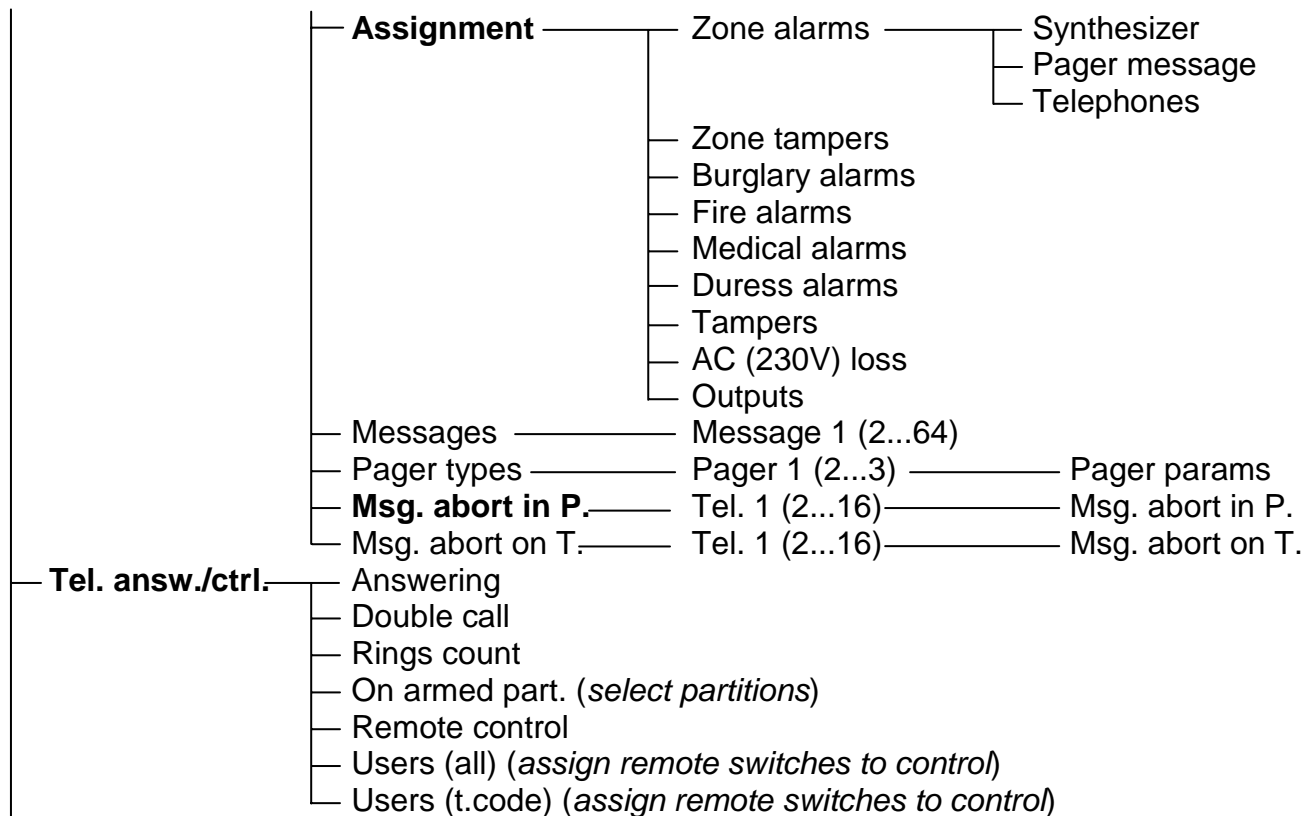 Assignment Zone alarms Synthesizer
Pager message
Telephones
Zone tampers
Burglary alarms
Fire alarms
Medical alarms
Duress alarms
Tampers
AC (230V) loss
Outputs
Messages Message 1 (2...64)
Pager types Pager 1 (2...3) Pager params
Msg. abort in P. Tel. 1 (2...16) Msg. abort in P.
Msg. abort on T. Tel. 1 (2...16) Msg. abort on T.
Tel. answ./ctrl. Answering
Double call
Rings count
On armed part. (select partitions)
Remote control
Users (all) (assign remote switches to control)
Users (t.code) (assign remote switches to control)